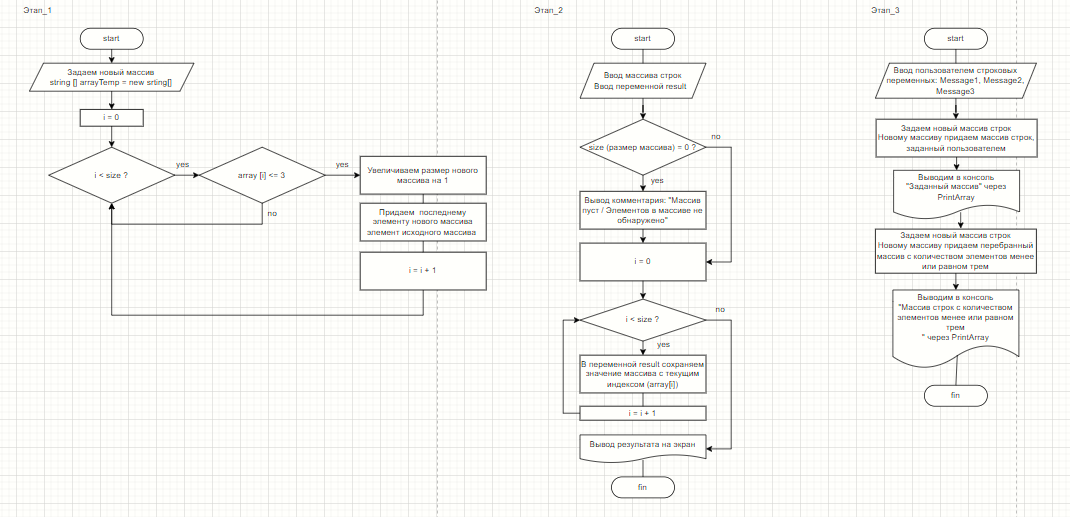 Этап_1
start
Задаем новый массив
string [] arrayTemp = new srting[]
i = 0
i < size ?
yes
array [i] <= 3
yes
no
Увеличиваем размер нового
массива на 1
Придаем последнему
элементу нового массива
элемент исходного массива
i = i + 1
Этап_2
start
Ввод массива строк
Ввод переменной result
size (размер массива) = 0 ?
no
yes
Вывод комментария: "Массив
пуст / Элементов в массиве не
обнаружено"
i = 0
i < size ?
no
yes
В переменной result сохраняем
значение массива с текущим
индексом (array[i])
i = i + 1
Вывод результата на экран
fin
Этап_3
start
Ввод пользователем строковых
переменных: Message1, Message2,
Message3
Задаем новый массив строк
Новому массиву придаем массив строк,
заданный пользователем
Выводим в консоль
"Заданный массив" через
PrintArray
Задаем новый массив строк
Новому массиву придаем перебранный
массив с количеством элементов менее
или равном трем
Выводим в консоль
"Массив строк с количеством
элементов менее или равном
трем
" через PrintArray
fin